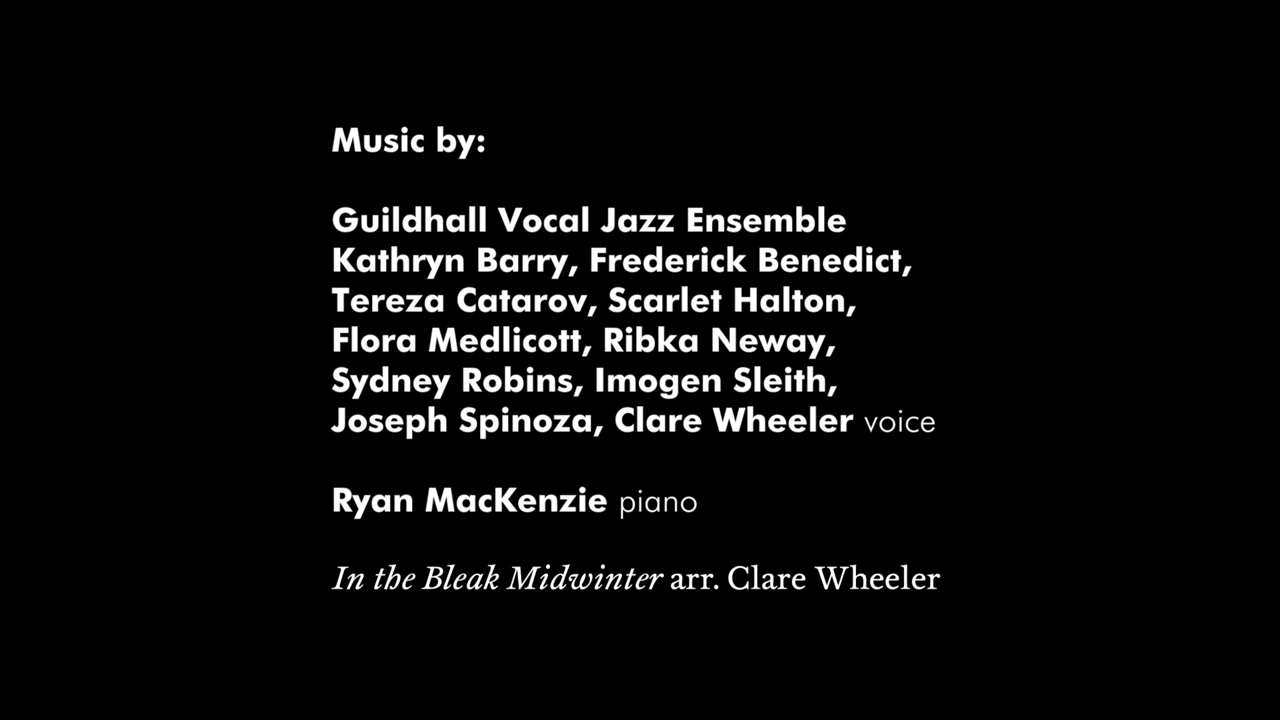 Music by:
Guildhall Vocal Jazz Ensemble
Kathryn Barry, Frederick Benedict,
Tereza Catarov, Scarlet Halton,
Flora Medlicott, Ribka Neway,
Sydney Robins, Imogen Sleith,
Joseph Spinoza, Clare Wheeler voice
Ryan MacKenzie piano
In the Bleak Midwinter arr. Clare Wheeler